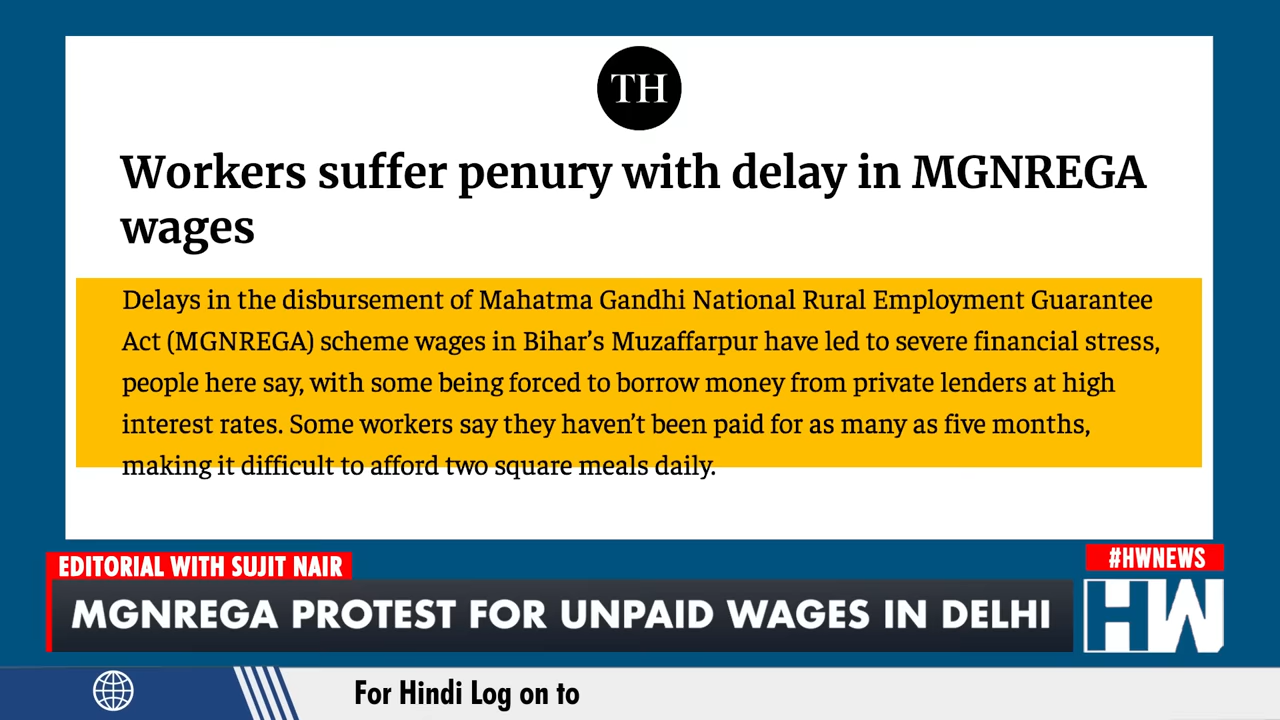 TH
Workers suffer penury with delay in MGNREGA
wages
Delays in the disbursement of Mahatma Gandhi National Rural Employment Guarantee
Act (MGNREGA) scheme wages in Bihar’s Muzaffarpur have led to severe financial stress,
people here say, with some being forced to borrow money from private lenders at high
interest rates. Some workers say they haven’t been paid for as many as five months,
making it difficult to afford two square meals daily.
EDITORIAL WITH SUJIT NAIR
#HWNEWS
MGNREGA PROTEST FOR UNPAID WAGES IN DELHI
HW
For Hindi Log on to